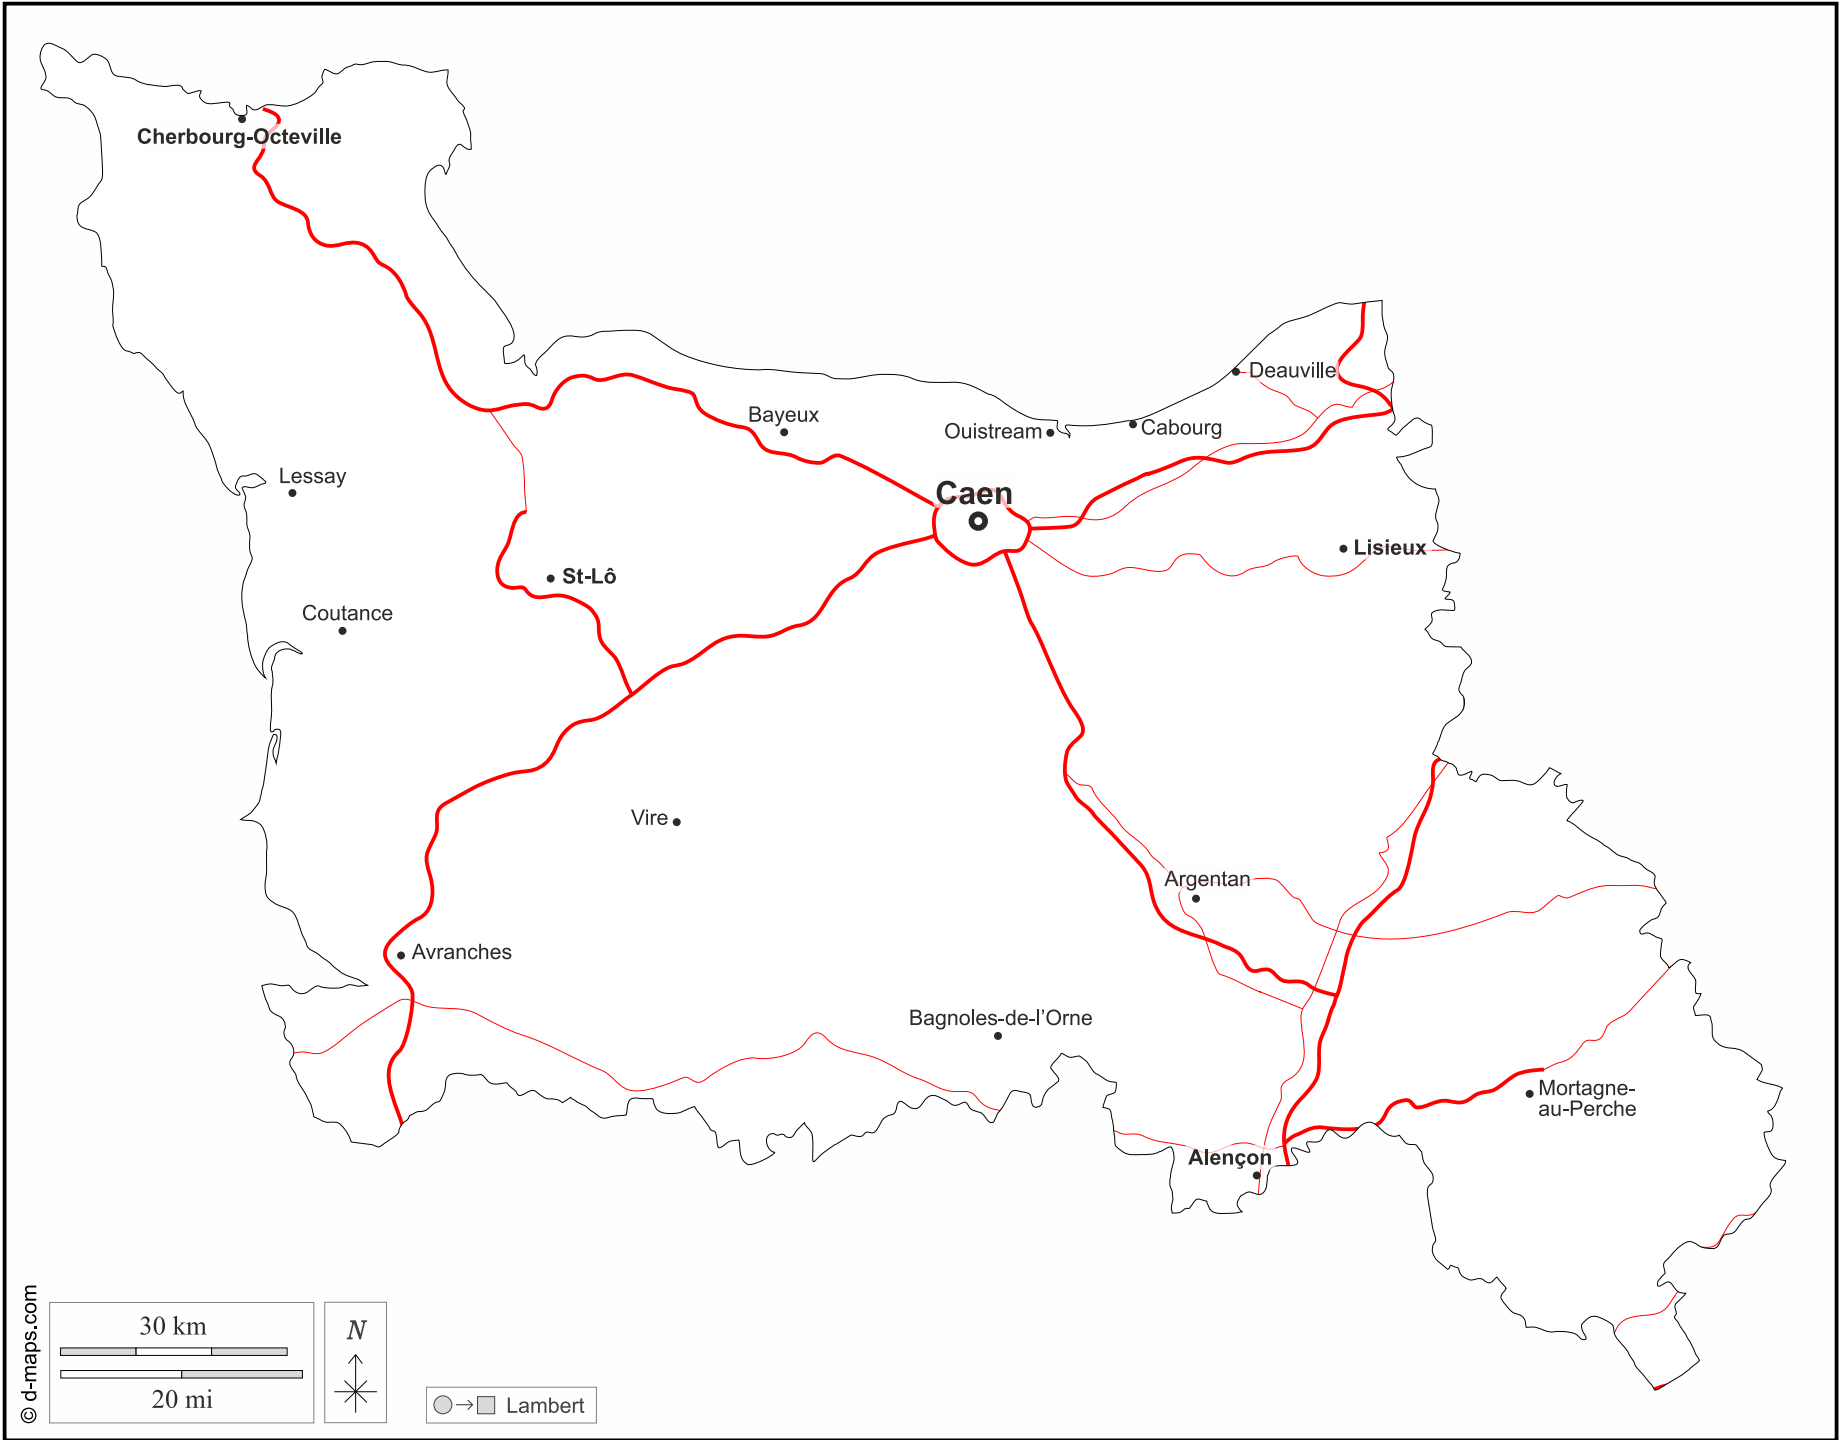 Cherbourg-Octeville
Deauville
Bayeux
Ouistream
Cabourg
Lessay
Caen
Lisieux
St-Lô
Coutance
Vire
Argentan
Avranches
Bagnoles-de-l'Orne
Mortagne-
au-Perche
Alençon
© d-maps.com
30 km
20 mi
N
Lambert